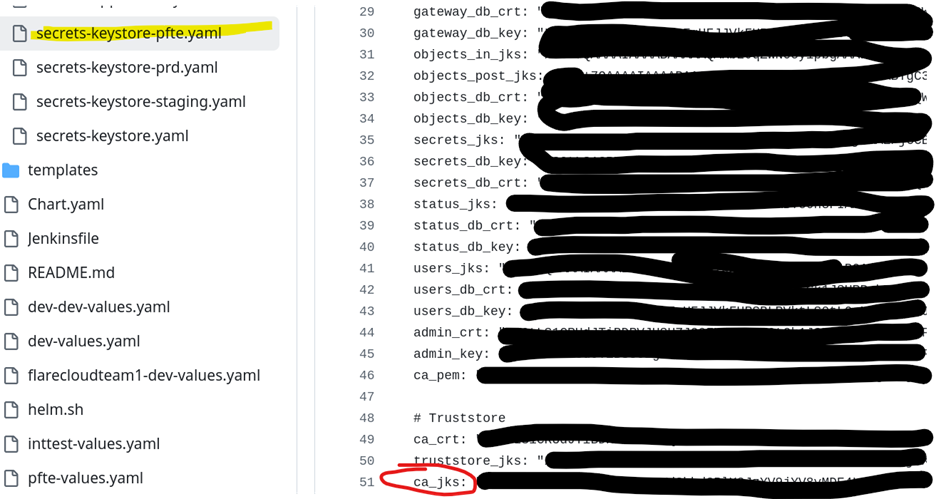 secrets-keystore-pfte.yaml
secrets-keystore-prd.yaml
secrets-keystore-staging.yaml
secrets-keystore.yaml
templates
Chart.yaml
Jenkinsfile
README.md
dev-dev-values.yaml
dev-values.yaml
flarecloudteam1-dev-values.yaml
helm.sh
inttest-values.yaml
pfte-values.yaml
29 gateway_db_crt:
30 gateway_db_key: "
31 objects_in_jks:
32 objects_post_jks:
33 objects_db_crt:
34 objects_db_key:
35 secrets_jks: "
36 secrets_db_key:
37 secrets_db_crt:
38 status_jks:
39 status_db_crt: "
40 status_db_key:
41 users_jks: "
42 users_db_crt:
43 users_db_key:
44 admin_crt:
45 admin_key:
46 ca_pem:
47
48 # Truststore
49 ca_crt:
50 truststore_jks: "
51 ca_jks: